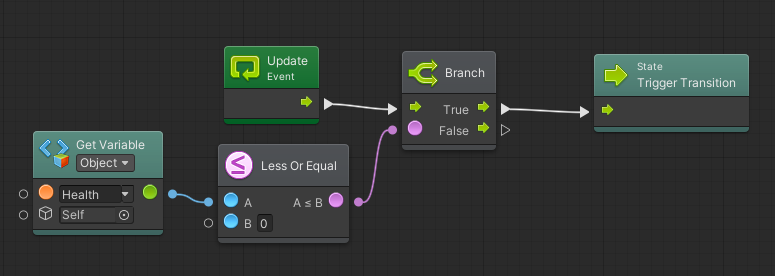 Update
Event
Branch
True
False
State
Trigger Transition
Get Variable
Object
Health
Self
Less Or Equal
A A ≤ B
B 0